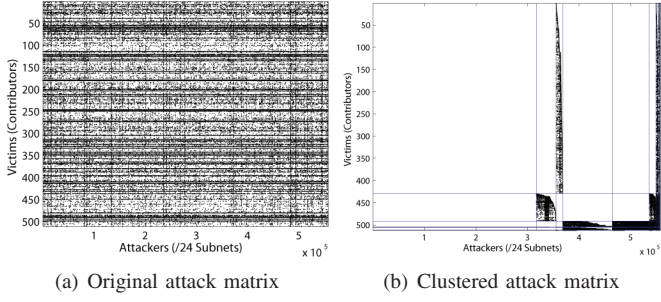 50
100
150
200
250
300
350
400
450
500
Victims (Contributors)
1 2 3 4 5
x 10^5
Attackers (/24 Subnets)
(a) Original attack matrix
50
100
150
200
250
300
350
400
450
500
Victims (Contributors)
1 2 3 4 5
x 10^5
Attackers (/24 Subnets)
(b) Clustered attack matrix